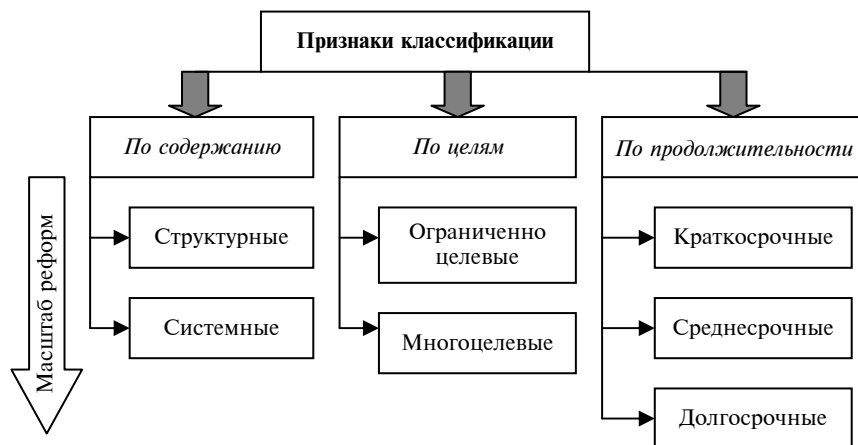 Признаки классификации
По содержанию
По целям
По продолжительности
Масштаб реформ
Структурные
Системные
Ограниченно
целевые
Многоцелевые
Краткосрочные
Среднесрочные
Долгосрочные